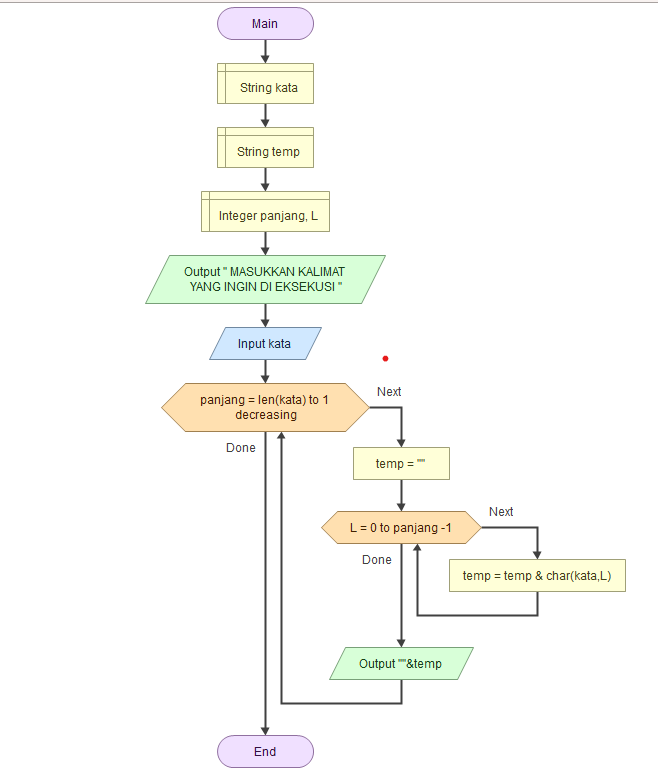 Main
String kata
String temp
Integer panjang, L
Output " MASUKKAN KALIMAT
YANG INGIN DI EKSEKUSI "
Input kata
panjang = len(kata) to 1
decreasing
Next
Done
temp = ""
L = 0 to panjang -1
Next
Done
temp = temp & char(kata,L)
Output ""&temp
End